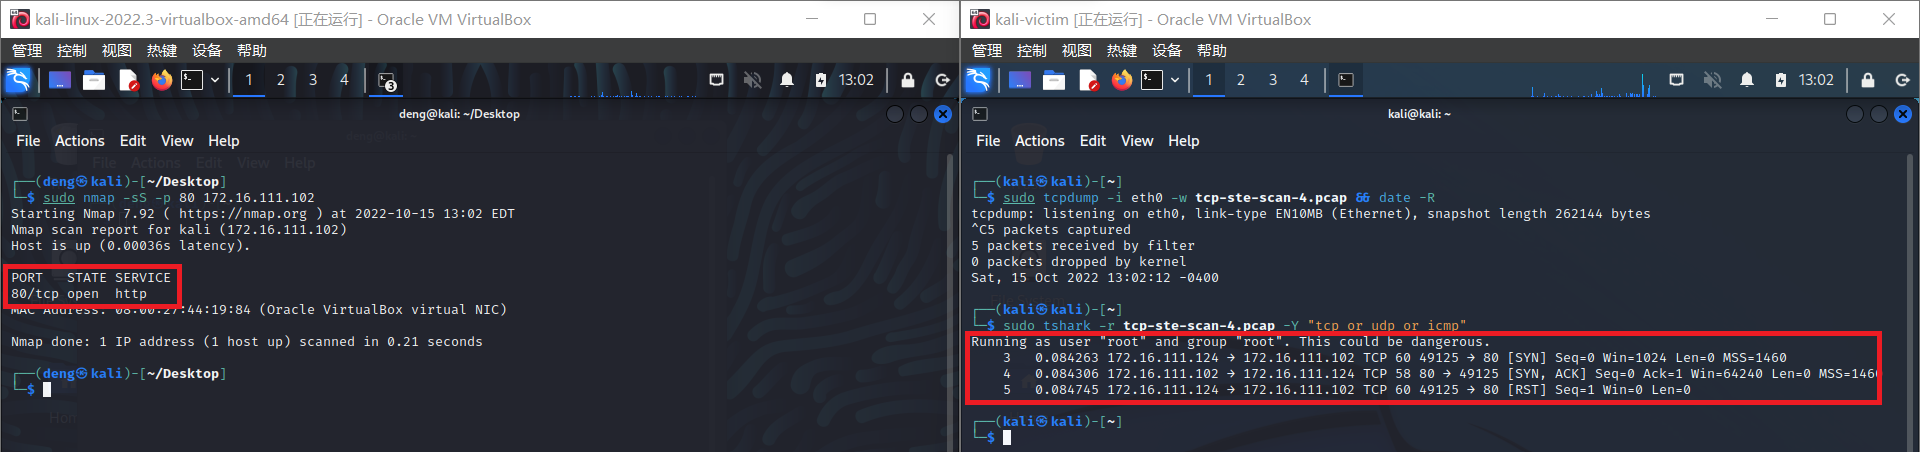 kali-linux-2022.3-virtualbox-amd64 [正在运行] - Oracle VM VirtualBox
管理 控制 视图 热键 设备 帮助
1 2 3 4 3 13:02
deng@kali: ~/Desktop
File Actions Edit View Help
┌──(deng㉿kali)-[~/Desktop]
└─$ sudo nmap -sS -p 80 172.16.111.102
Starting Nmap 7.92 ( https://nmap.org ) at 2022-10-15 13:02 EDT
Nmap scan report for kali (172.16.111.102)
Host is up (0.00036s latency).
PORT   STATE SERVICE
80/tcp open  http
MAC Address: 08:00:27:44:19:84 (Oracle VirtualBox virtual NIC)
Nmap done: 1 IP address (1 host up) scanned in 0.21 seconds
┌──(deng㉿kali)-[~/Desktop]
└─$
kali-victim [正在运行] - Oracle VM VirtualBox
管理 控制 视图 热键 设备 帮助
1 2 3 4 13:02
kali@kali: ~
File Actions Edit View Help
┌──(kali㉿kali)-[~]
└─$ sudo tcpdump -i eth0 -w tcp-ste-scan-4.pcap && date -R
tcpdump: listening on eth0, link-type EN10MB (Ethernet), snapshot length 262144 bytes
^C5 packets captured
5 packets received by filter
0 packets dropped by kernel
Sat, 15 Oct 2022 13:02:12 -0400
┌──(kali㉿kali)-[~]
└─$ sudo tshark -r tcp-ste-scan-4.pcap -Y "tcp or udp or icmp"
Running as user "root" and group "root". This could be dangerous.
3 0.084263 172.16.111.124 → 172.16.111.102 TCP 60 49125 → 80 [SYN] Seq=0 Win=1024 Len=0 MSS=1460
4 0.084306 172.16.111.102 → 172.16.111.124 TCP 58 80 → 49125 [SYN, ACK] Seq=0 Ack=1 Win=64240 Len=0 MSS=1460
5 0.084745 172.16.111.124 → 172.16.111.102 TCP 60 49125 → 80 [RST] Seq=1 Win=0 Len=0
┌──(kali㉿kali)-[~]
└─$